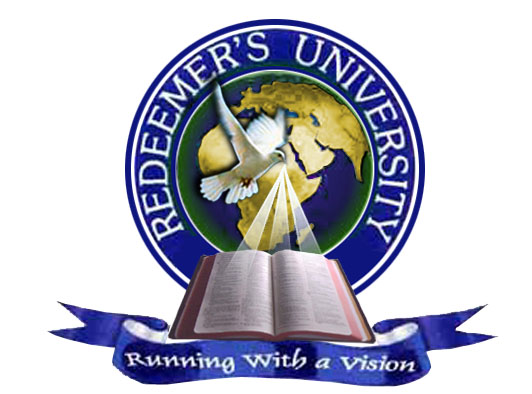 REDEEMER'S UNIVERSITY
Running With a Vision